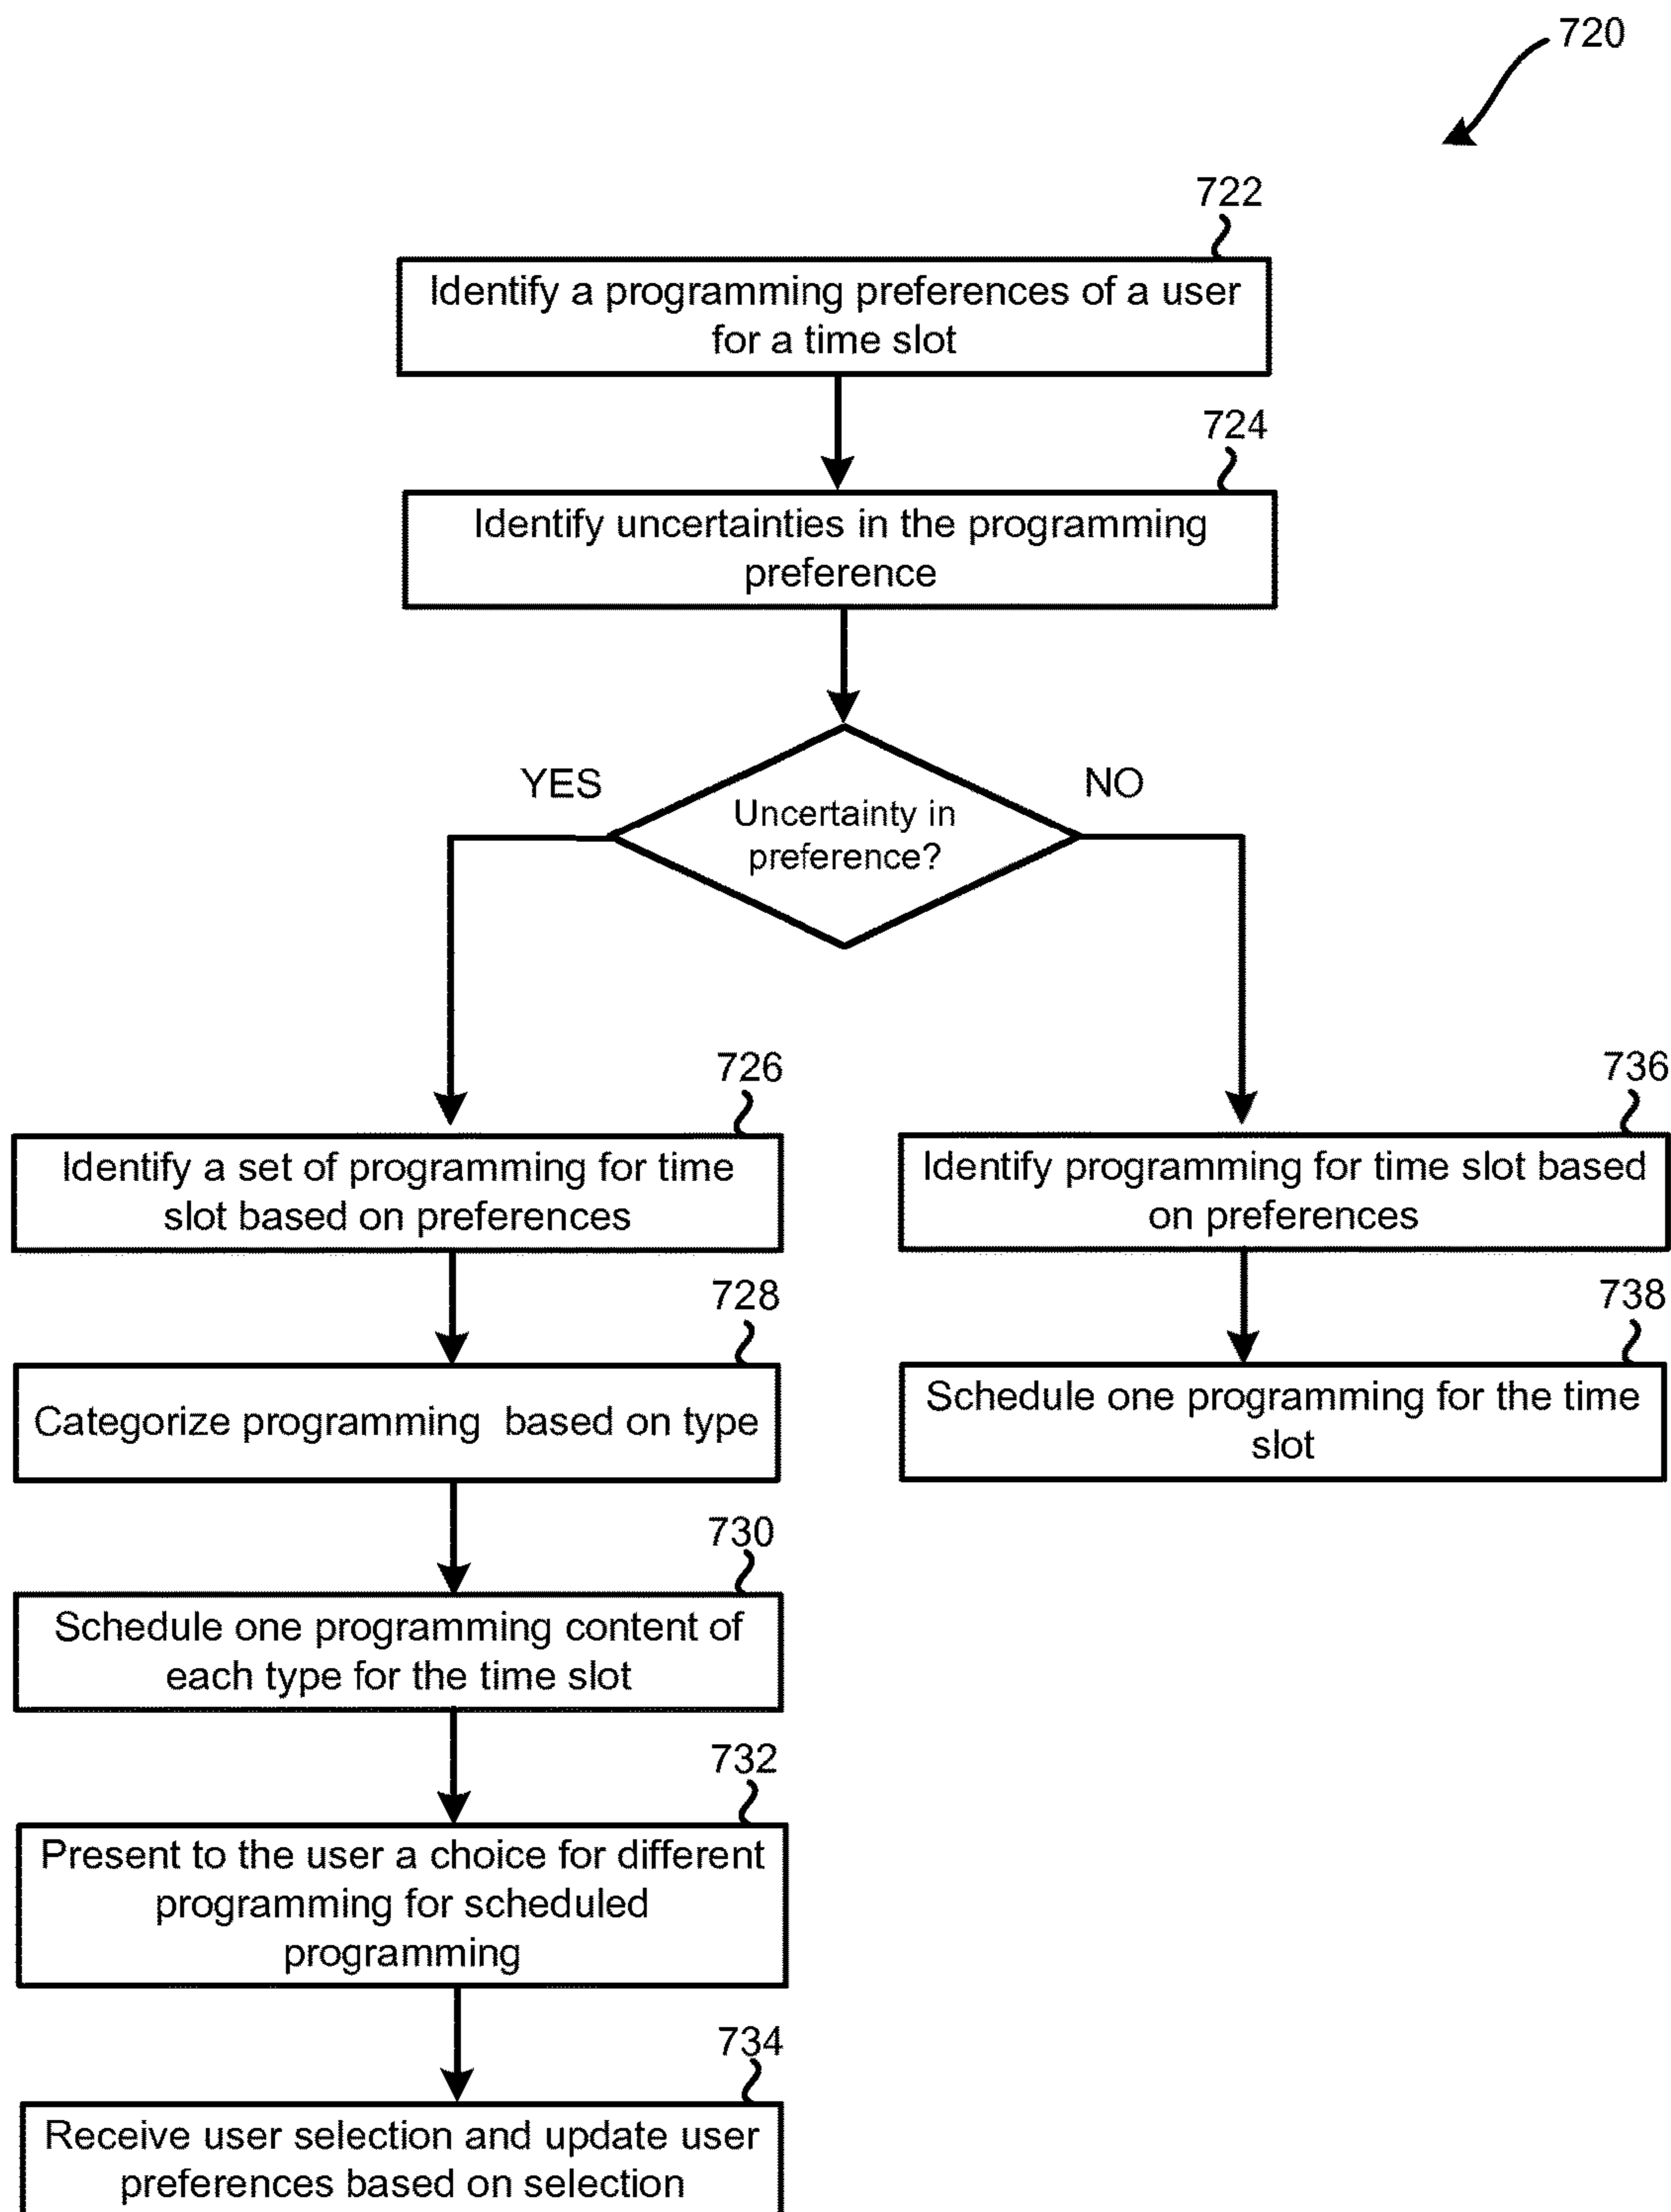 720
722
Identify a programming preferences of a user
for a time slot
724
Identify uncertainties in the programming
preference
YES
NO
Uncertainty in
preference?
726
Identify a set of programming for time
slot based on preferences
736
Identify programming for time slot based
on preferences
728
Categorize programming  based on type
738
Schedule one programming for the time
slot
730
Schedule one programming content of
each type for the time slot
732
Present to the user a choice for different
programming for scheduled
programming
734
Receive user selection and update user
preferences based on selection